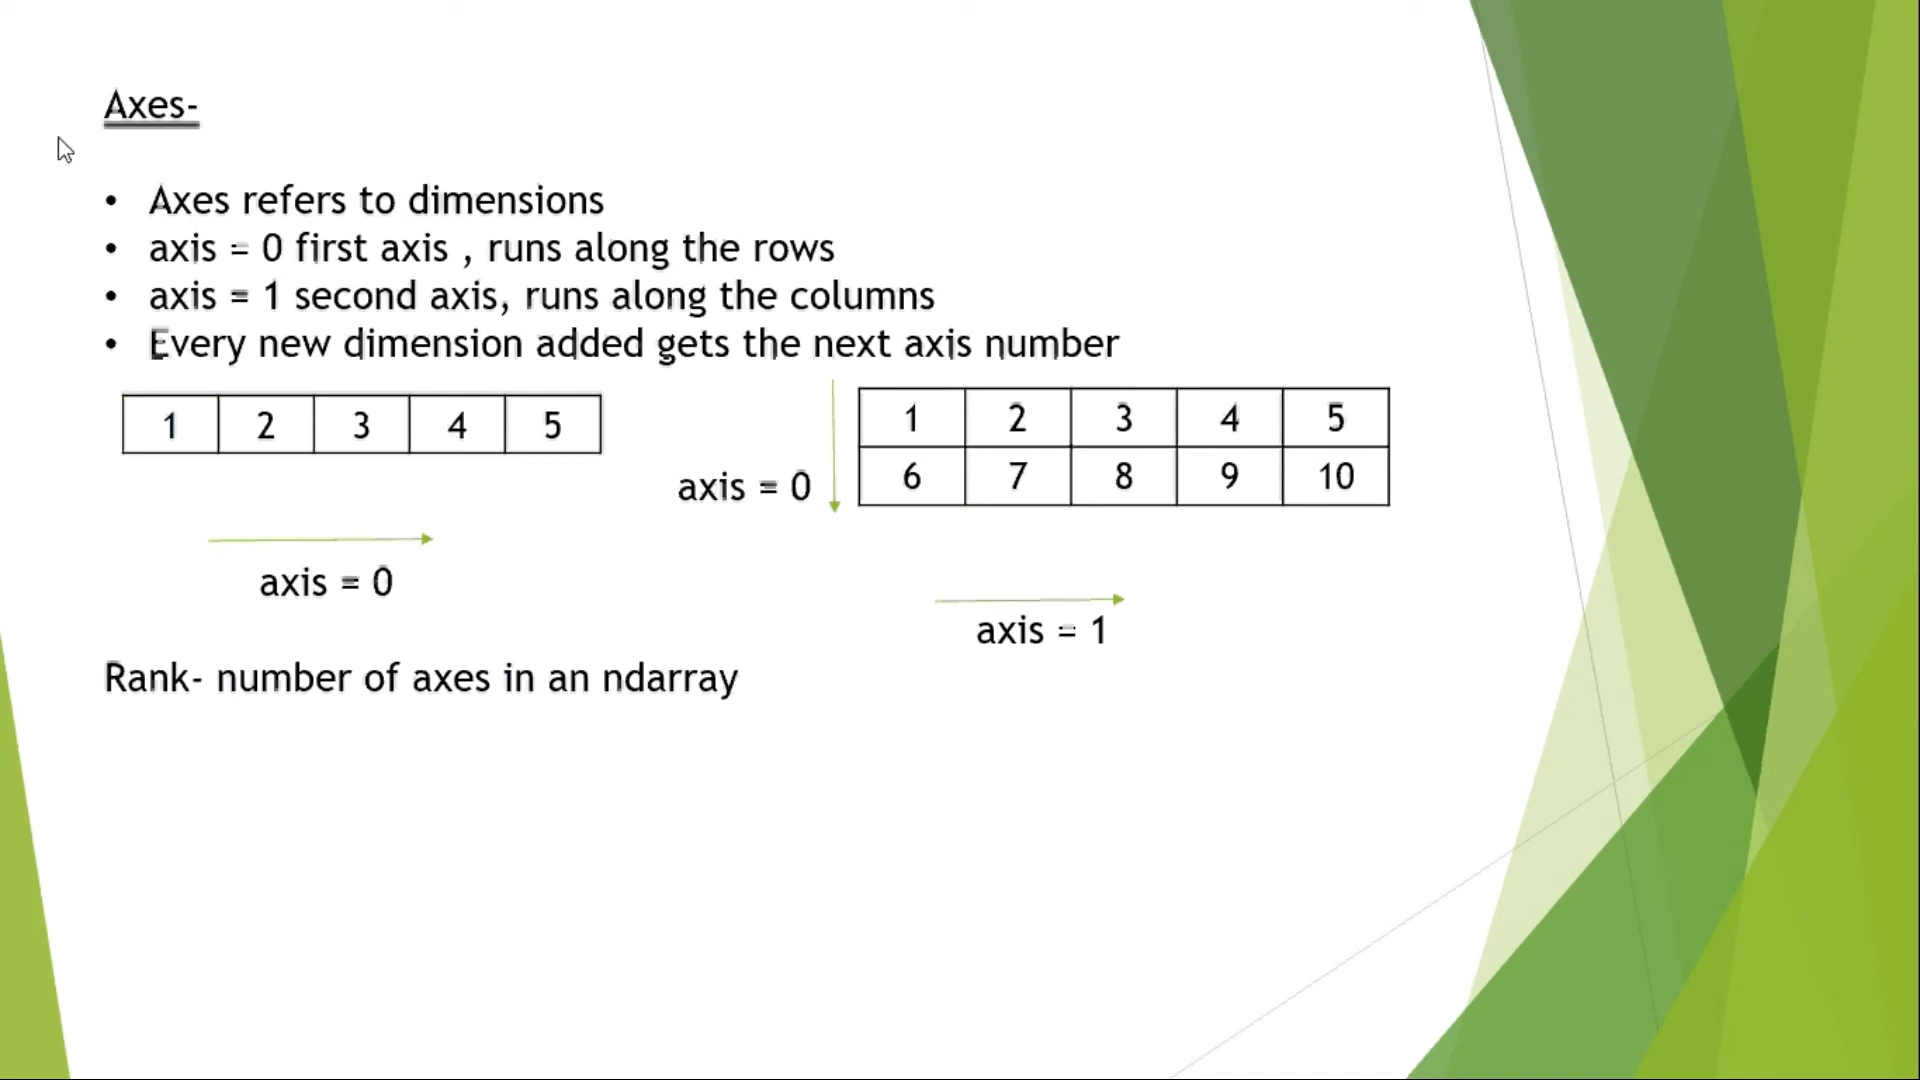 Axes-
• Axes refers to dimensions
• axis = 0 first axis , runs along the rows
• axis = 1 second axis, runs along the columns
• Every new dimension added gets the next axis number
1 2 3 4 5
axis = 0
1 2 3 4 5
6 7 8 9 10
axis = 0
axis = 1
Rank- number of axes in an ndarray